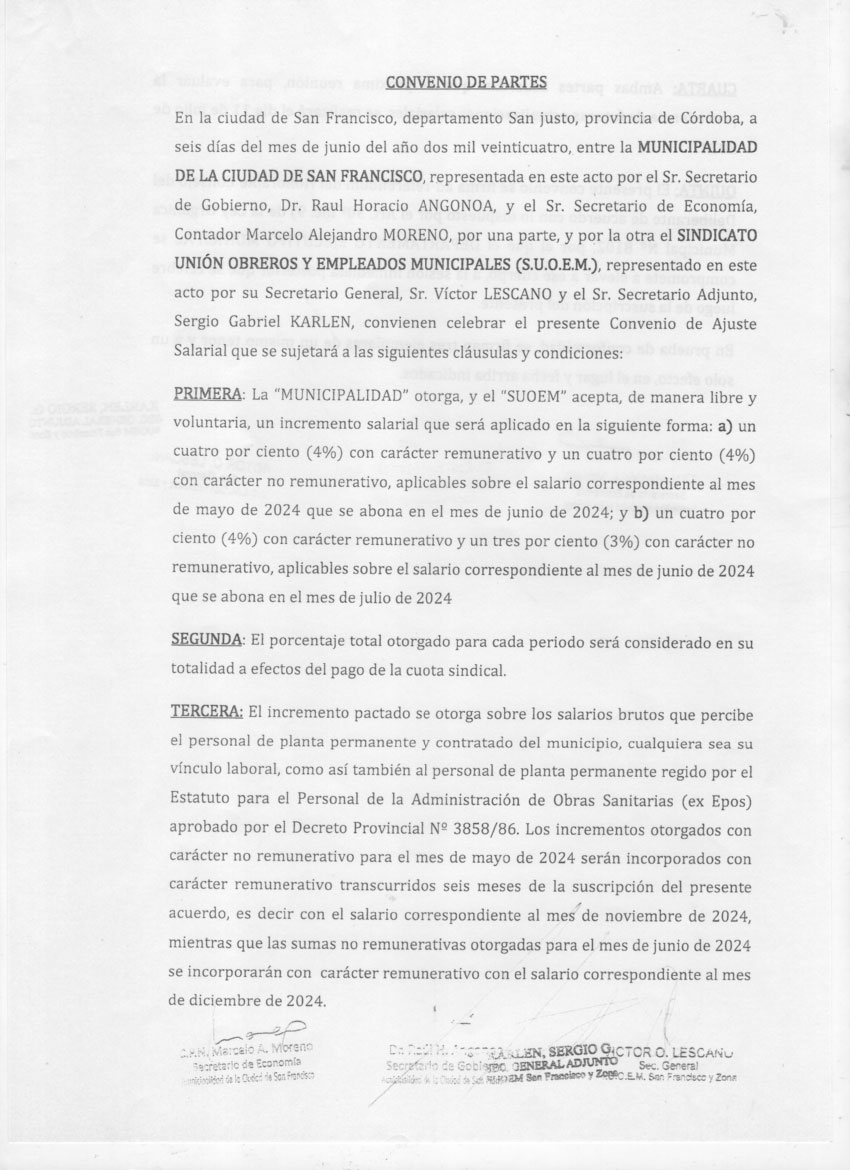 CONVENIO DE PARTES
En la ciudad de San Francisco, departamento San justo, provincia de Córdoba, a
seis días del mes de junio del año dos mil veinticuatro, entre la MUNICIPALIDAD
DE LA CIUDAD DE SAN FRANCISCO, representada en este acto por el Sr. Secretario
de Gobierno, Dr. Raul Horacio ANGONOA, y el Sr. Secretario de Economía,
Contador Marcelo Alejandro MORENO, por una parte, y por la otra el SINDICATO
UNIÓN OBREROS Y EMPLEADOS MUNICIPALES (S.U.O.E.M.), representado en este
acto por su Secretario General, Sr. Víctor LESCANO y el Sr. Secretario Adjunto,
Sergio Gabriel KARLEN, convienen celebrar el presente Convenio de Ajuste
Salarial que se sujetará a las siguientes cláusulas y condiciones:
PRIMERA: La “MUNICIPALIDAD” otorga, y el “SUOEM” acepta, de manera libre y
voluntaria, un incremento salarial que será aplicado en la siguiente forma: a) un
cuatro por ciento (4%) con carácter remunerativo y un cuatro por ciento (4%)
con carácter no remunerativo, aplicables sobre el salario correspondiente al mes
de mayo de 2024 que se abona en el mes de junio de 2024; y b) un cuatro por
ciento (4%) con carácter remunerativo y un tres por ciento (3%) con carácter no
remunerativo, aplicables sobre el salario correspondiente al mes de junio de 2024
que se abona en el mes de julio de 2024
SEGUNDA: El porcentaje total otorgado para cada periodo será considerado en su
totalidad a efectos del pago de la cuota sindical.
TERCERA: El incremento pactado se otorga sobre los salarios brutos que percibe
el personal de planta permanente y contratado del municipio, cualquiera sea su
vínculo laboral, como así también al personal de planta permanente regido por el
Estatuto para el Personal de la Administración de Obras Sanitarias (ex Epos)
aprobado por el Decreto Provincial Nº 3858/86. Los incrementos otorgados con
carácter no remunerativo para el mes de mayo de 2024 serán incorporados con
carácter remunerativo transcurridos seis meses de la suscripción del presente
acuerdo, es decir con el salario correspondiente al mes de noviembre de 2024,
mientras que las sumas no remunerativas otorgadas para el mes de junio de 2024
se incorporarán con carácter remunerativo con el salario correspondiente al mes
de diciembre de 2024.
Marcelo A. Moreno
Secretario de Economía
Municipalidad de la Ciudad de San Francisco
SERGIO G.
GENERAL ADJUNTO
San Francisco y Zona
O. LESCANO
Sec. General
San Francisco y Zona